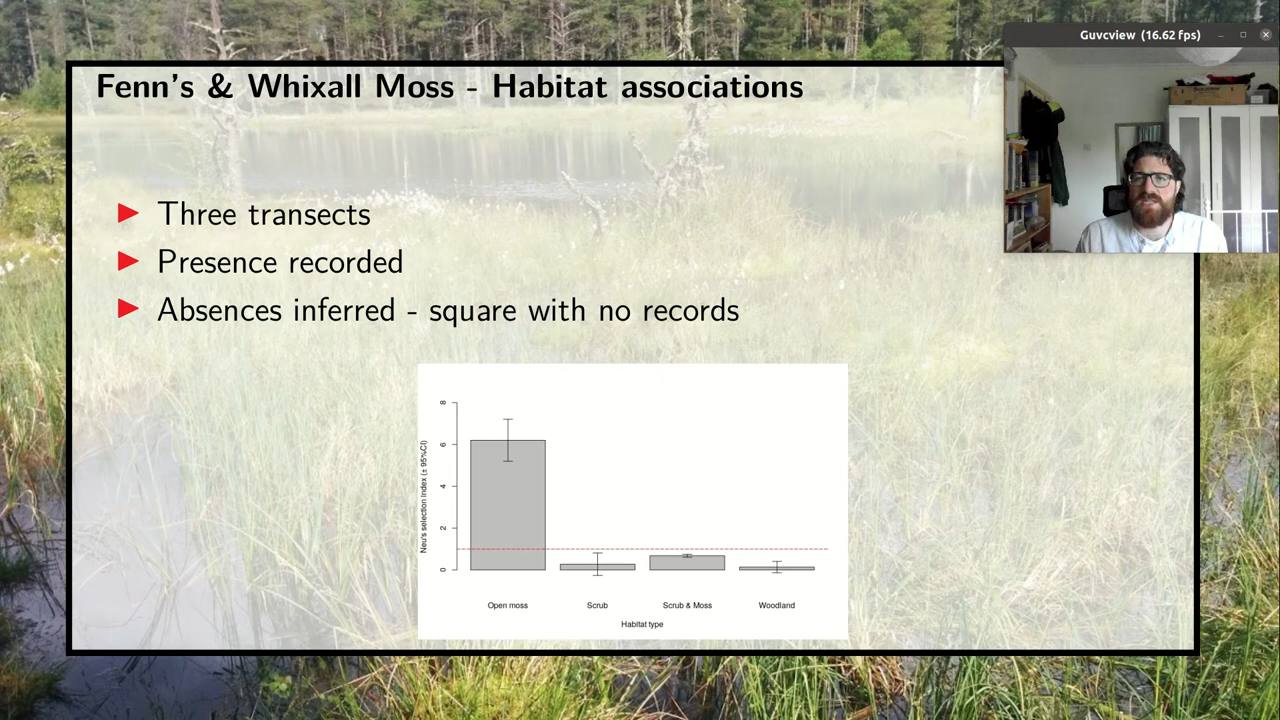 Guvcview (16.62 fps)
Fenn's & Whixall Moss - Habitat associations
Three transects
Presence recorded
Absences inferred - square with no records
Neu's selection Index (± 95%CI)
8
6
4
2
0
Open moss Scrub Scrub & Moss Woodland
Habitat type